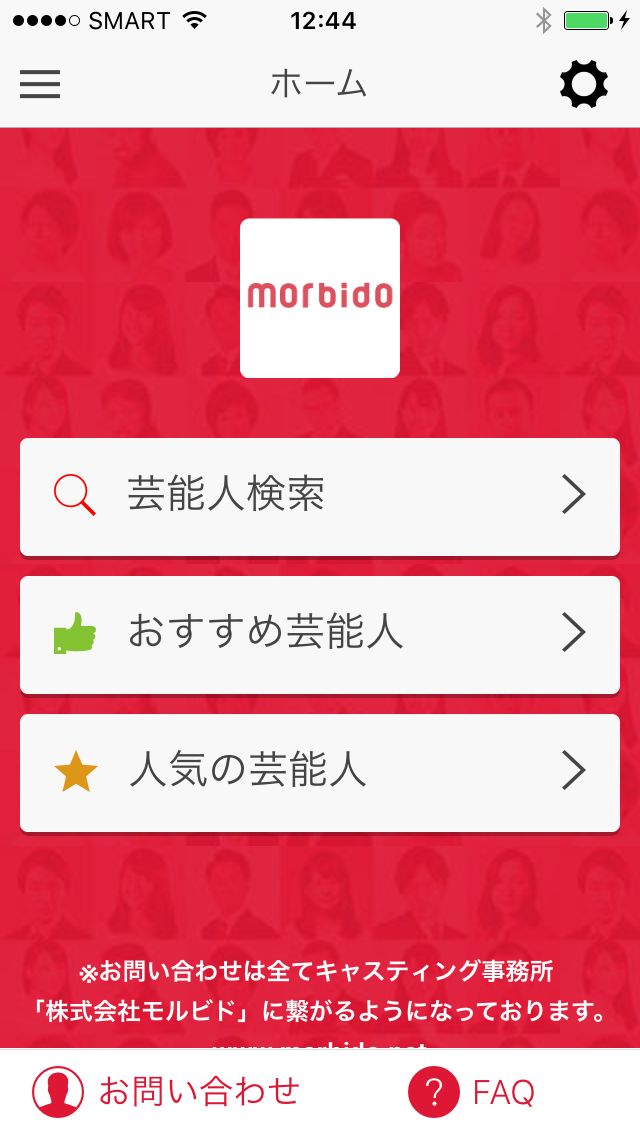 SMART 12:44
ホーム
morbido
芸能人検索
おすすめ芸能人
人気の芸能人
※お問い合わせは全てキャスティング事務所
「株式会社モルビド」に繋がるようになっております。
www.morbido.net
お問い合わせ
? FAQ